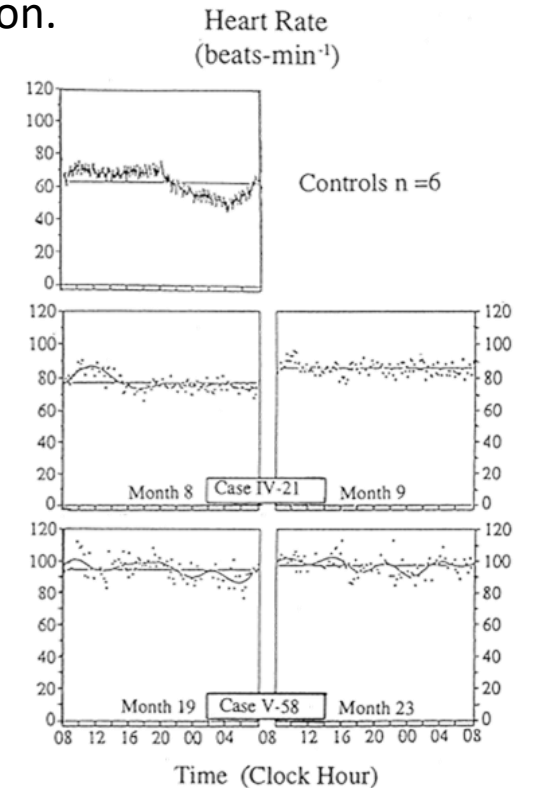 on.
Heart Rate
(beats-min⁻¹)
120
100
80
60
40
20
0
Controls n =6
120
100
80
60
40
20
0
Month 8
Case IV-21
Month 9
120
100
80
60
40
20
0
120
100
80
60
40
20
0
Month 19
Case V-58
Month 23
120
100
80
60
40
20
0
08 12 16 20 00 04 08 12 16 20 00 04 08
Time (Clock Hour)